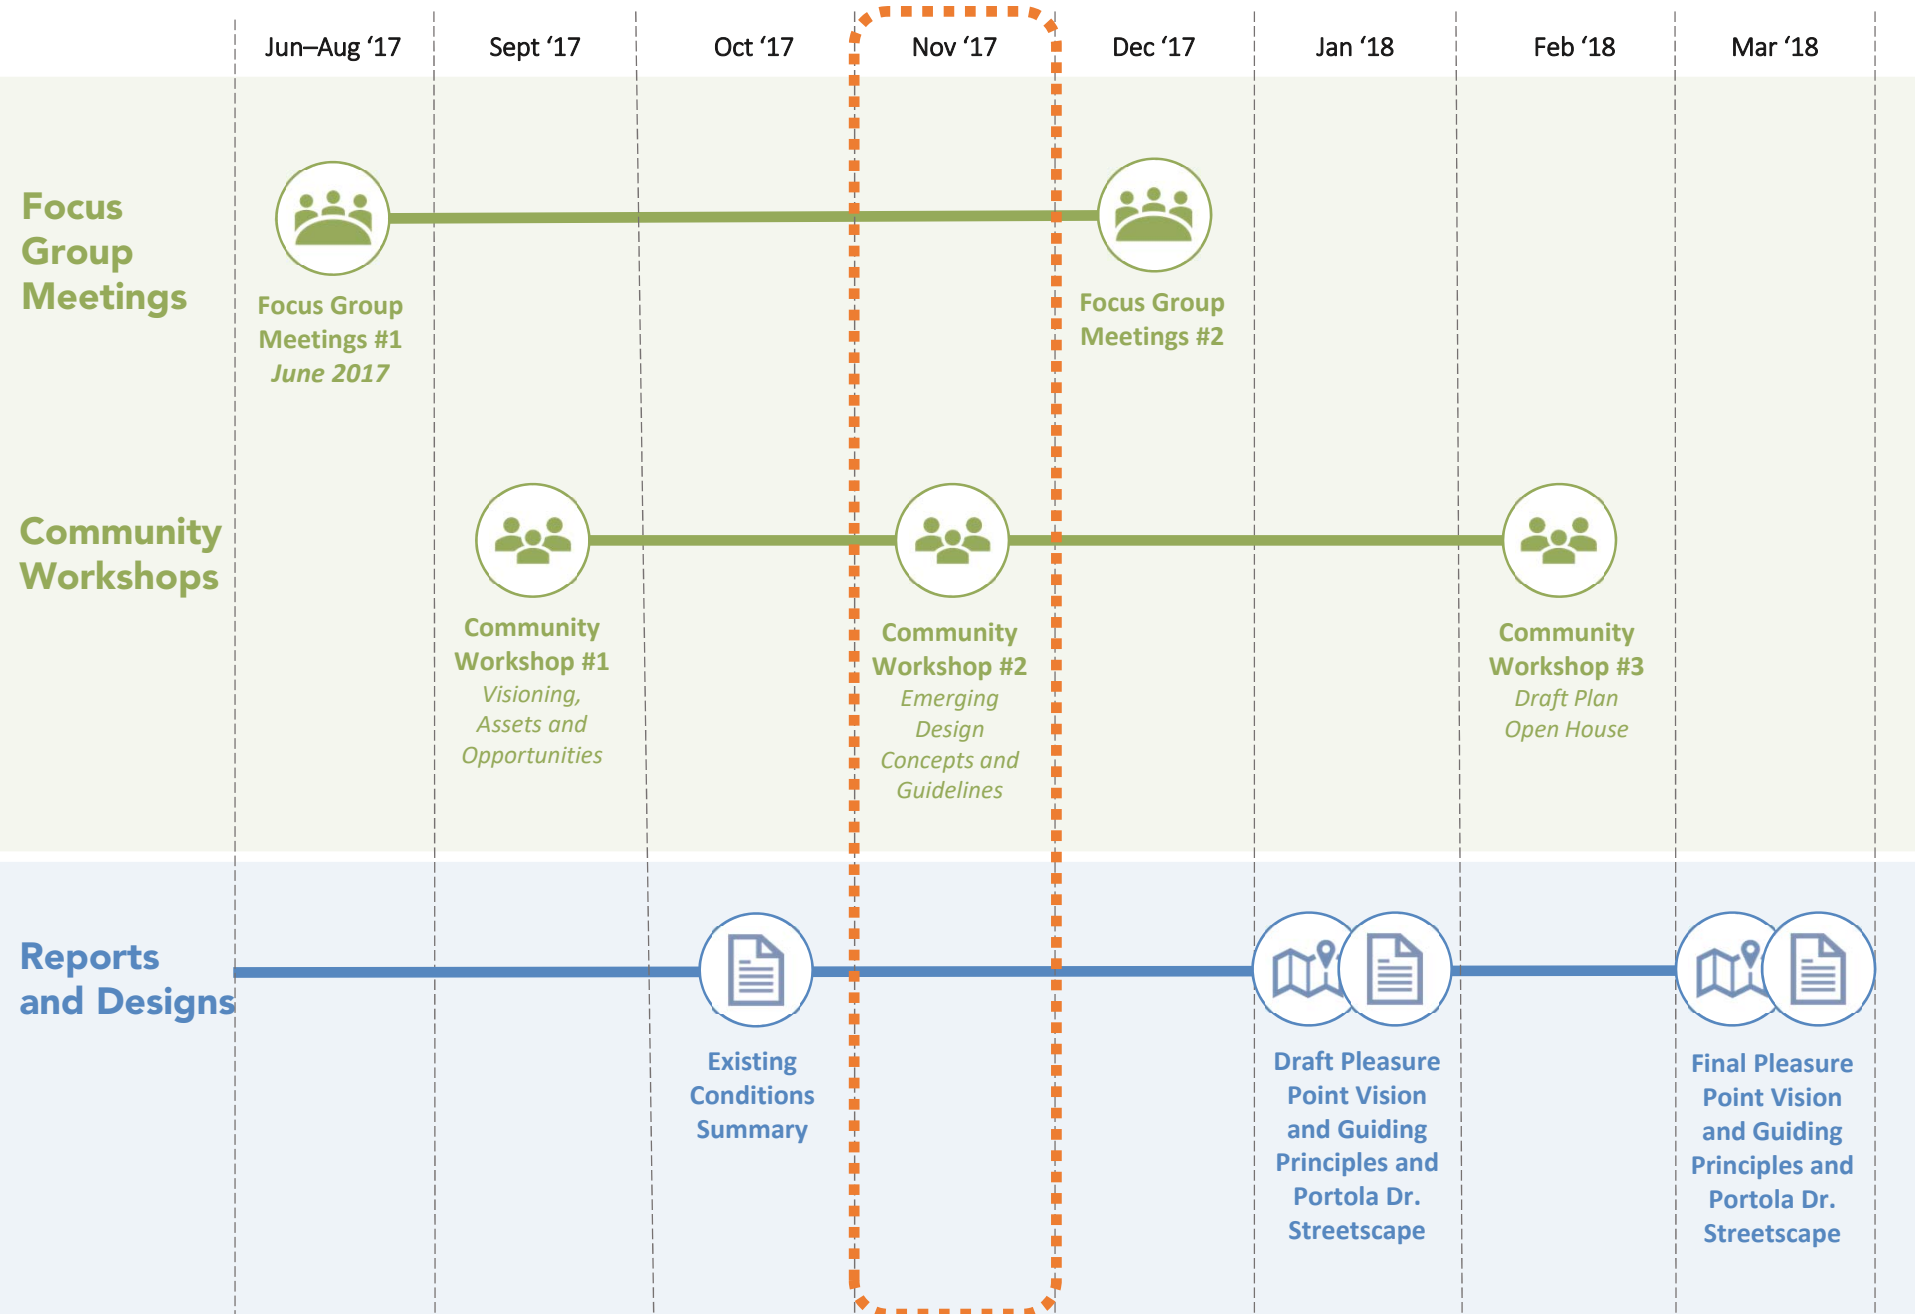 Jun–Aug ‘17
Sept ‘17
Oct ‘17
Nov ‘17
Dec ‘17
Jan ‘18
Feb ‘18
Mar ‘18
Focus
Group
Meetings
Focus Group
Meetings #1
June 2017
Focus Group
Meetings #2
Community
Workshops
Community
Workshop #1
Visioning,
Assets and
Opportunities
Community
Workshop #2
Emerging
Design
Concepts and
Guidelines
Community
Workshop #3
Draft Plan
Open House
Reports
and Designs
Existing
Conditions
Summary
Draft Pleasure
Point Vision
and Guiding
Principles and
Portola Dr.
Streetscape
Final Pleasure
Point Vision
and Guiding
Principles and
Portola Dr.
Streetscape